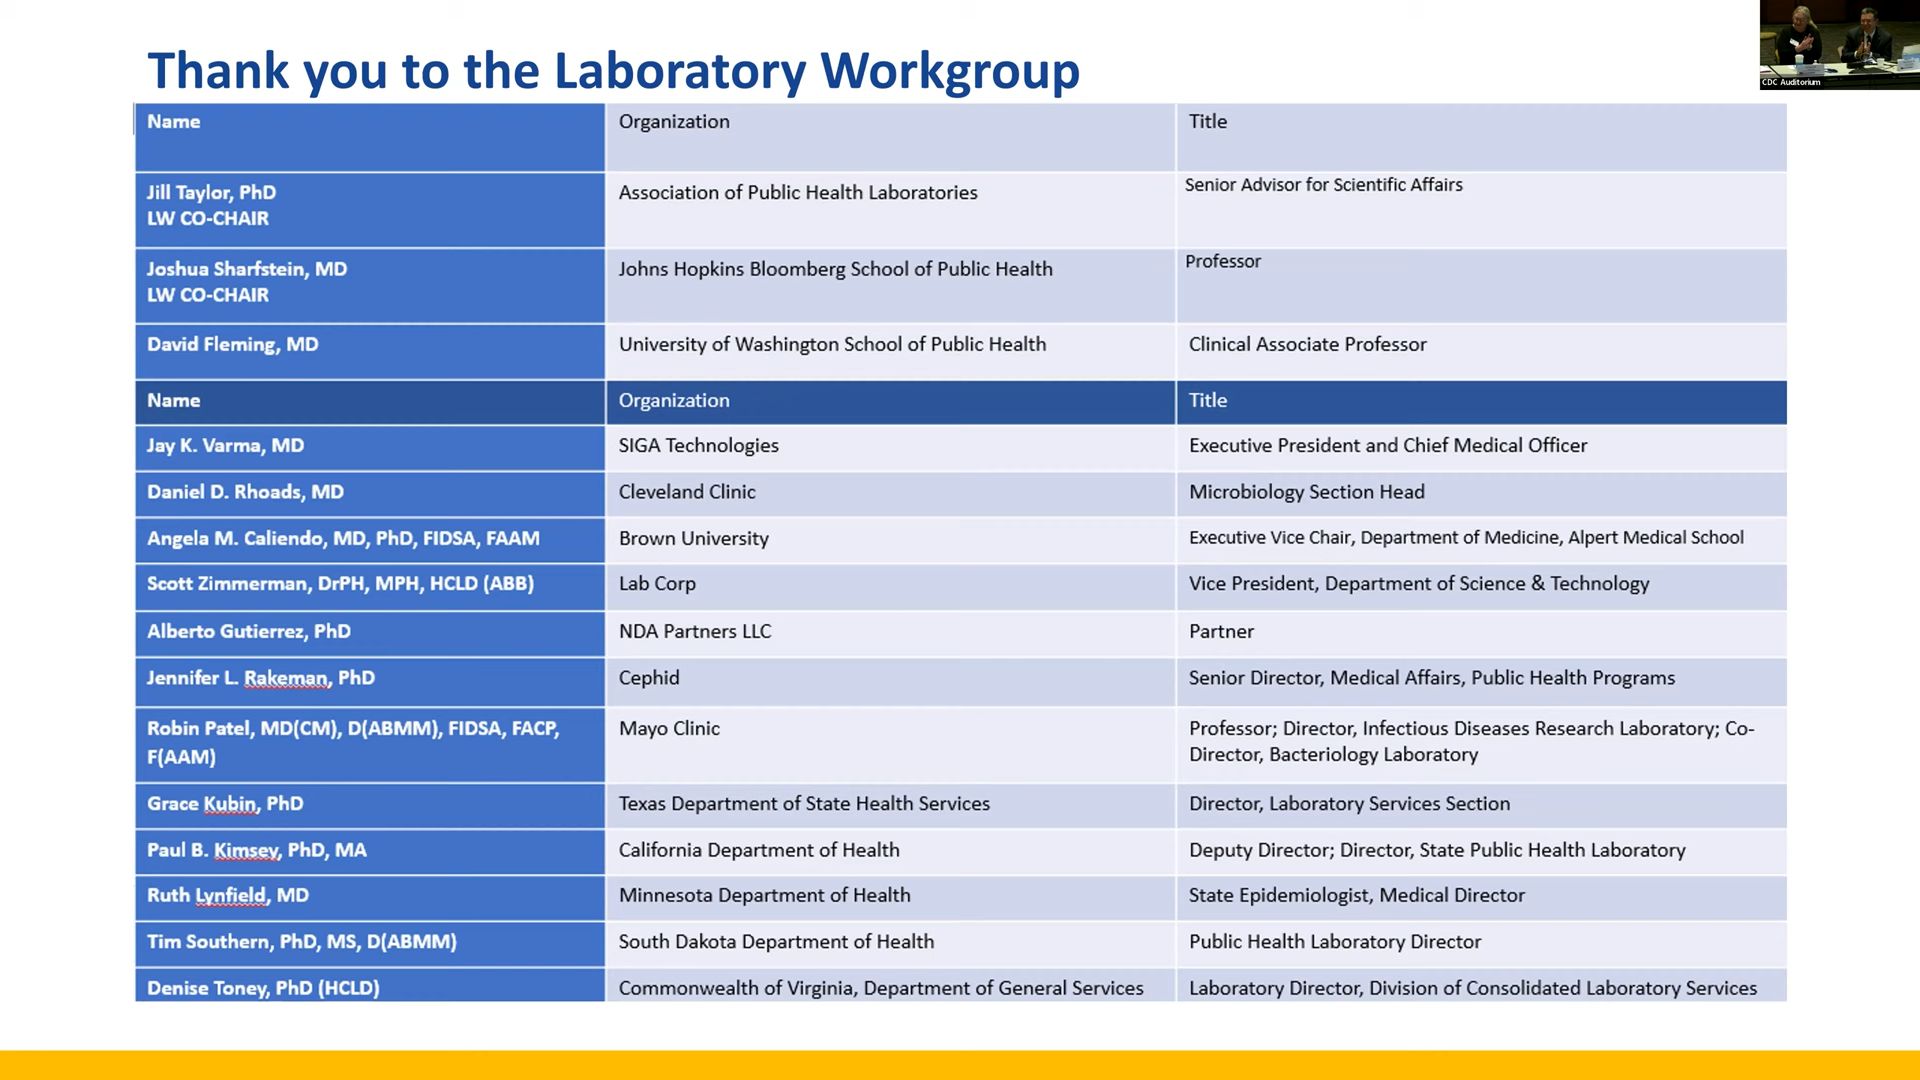 Thank you to the Laboratory Workgroup
CDC Auditorium
Name Organization Title
Jill Taylor, PhD Association of Public Health Laboratories Senior Advisor for Scientific Affairs
LW CO-CHAIR
Joshua Sharfstein, MD Johns Hopkins Bloomberg School of Public Health Professor
LW CO-CHAIR
David Fleming, MD University of Washington School of Public Health Clinical Associate Professor
Name Organization Title
Jay K. Varma, MD SIGA Technologies Executive President and Chief Medical Officer
Daniel D. Rhoads, MD Cleveland Clinic Microbiology Section Head
Angela M. Caliendo, MD, PhD, FIDSA, FAAM Brown University Executive Vice Chair, Department of Medicine, Alpert Medical School
Scott Zimmerman, DrPH, MPH, HCLD (ABB) Lab Corp Vice President, Department of Science & Technology
Alberto Gutierrez, PhD NDA Partners LLC Partner
Jennifer L. Rakeman, PhD Cephid Senior Director, Medical Affairs, Public Health Programs
Robin Patel, MD(CM), D(ABMM), FIDSA, FACP, Mayo Clinic Professor; Director, Infectious Diseases Research Laboratory; Co-
F(AAM) Director, Bacteriology Laboratory
Grace Kubin, PhD Texas Department of State Health Services Director, Laboratory Services Section
Paul B. Kimsey, PhD, MA California Department of Health Deputy Director; Director, State Public Health Laboratory
Ruth Lynfield, MD Minnesota Department of Health State Epidemiologist, Medical Director
Tim Southern, PhD, MS, D(ABMM) South Dakota Department of Health Public Health Laboratory Director
Denise Toney, PhD (HCLD) Commonwealth of Virginia, Department of General Services Laboratory Director, Division of Consolidated Laboratory Services